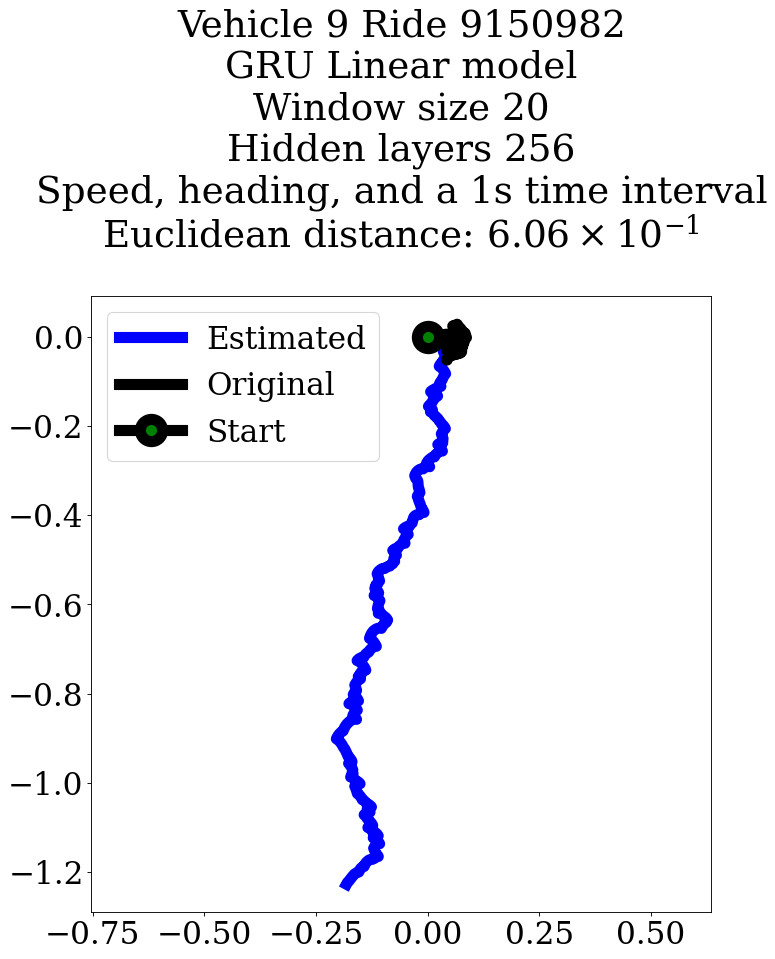 Vehicle 9 Ride 9150982
GRU Linear model
Window size 20
Hidden layers 256
Speed, heading, and a 1s time interval
Euclidean distance: 6.06 × 10⁻¹
Estimated
Original
Start
0.0
−0.2
−0.4
−0.6
−0.8
−1.0
−1.2
−0.75 −0.50 −0.25 0.00 0.25 0.50